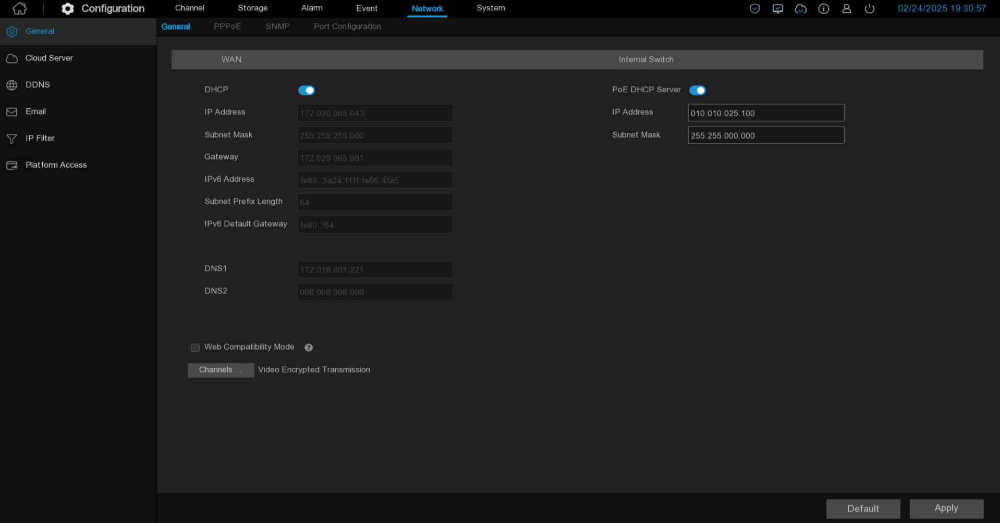 Configuration Channel Storage Alarm Event Network System 02/24/2025 19:30:57
General PPPoE SNMP Port Configuration
General
Cloud Server
DDNS
Email
IP Filter
Platform Access
WAN Internal Switch
DHCP PoE DHCP Server
IP Address 172.020.065.043 IP Address 010.010.025.100
Subnet Mask 255.255.255.000 Subnet Mask 255.255.000.000
Gateway 172.020.065.001
IPv6 Address fe80::3a24:f1ff:fe06:4fa5
Subnet Prefix Length 64
IPv6 Default Gateway fe80::/64
DNS1 172.018.001.221
DNS2 008.008.008.008
Web Compatibility Mode ?
Channels ... Video Encrypted Transmission
Default Apply